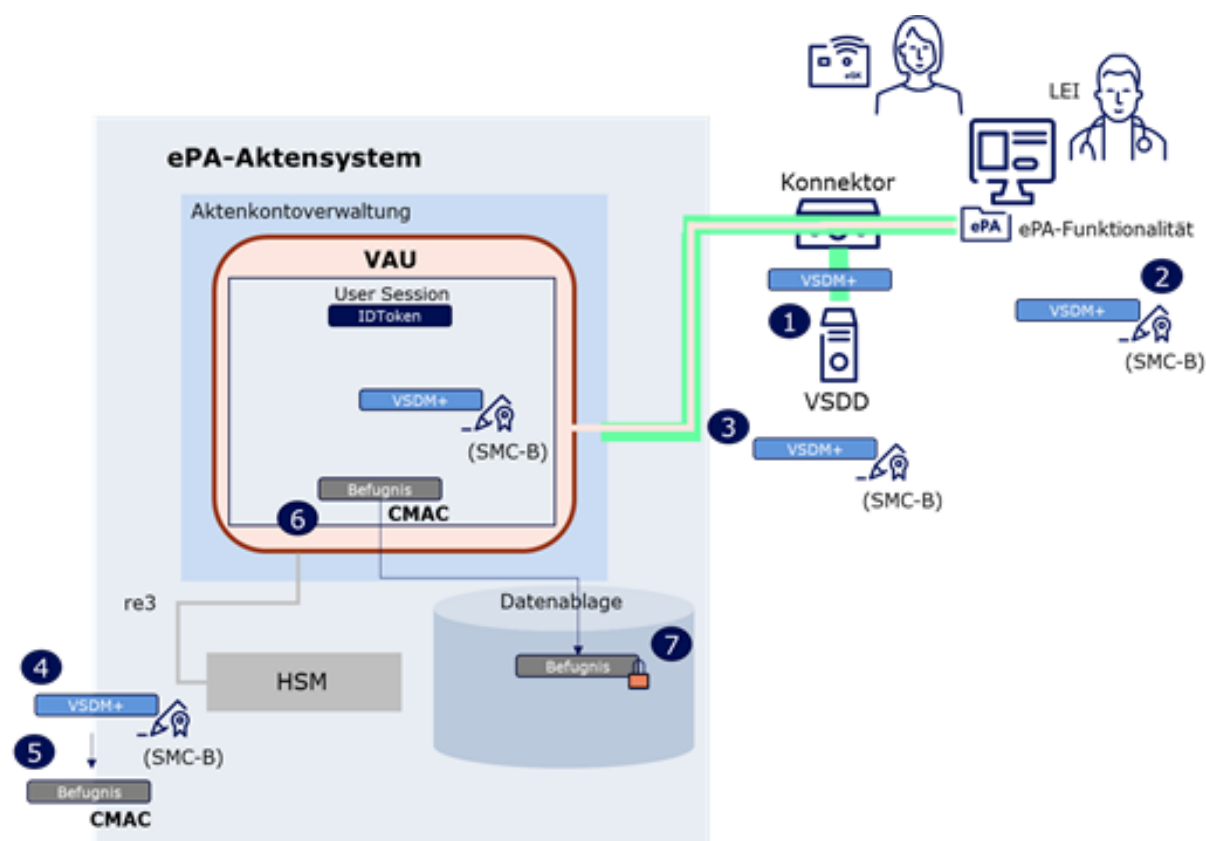 eGK
LEI
ePA-Aktensystem
Konnektor
Aktenkontoverwaltung
ePA
ePA-Funktionalität
VAU
VSDM+
2
User Session
IDToken
1
VSDM+
(SMC-B)
VSDD
VSDM+
(SMC-B)
3
VSDM+
(SMC-B)
Befugnis
CMAC
6
re3
Datenablage
7
Befugnis
4
HSM
VSDM+
(SMC-B)
5
Befugnis
CMAC